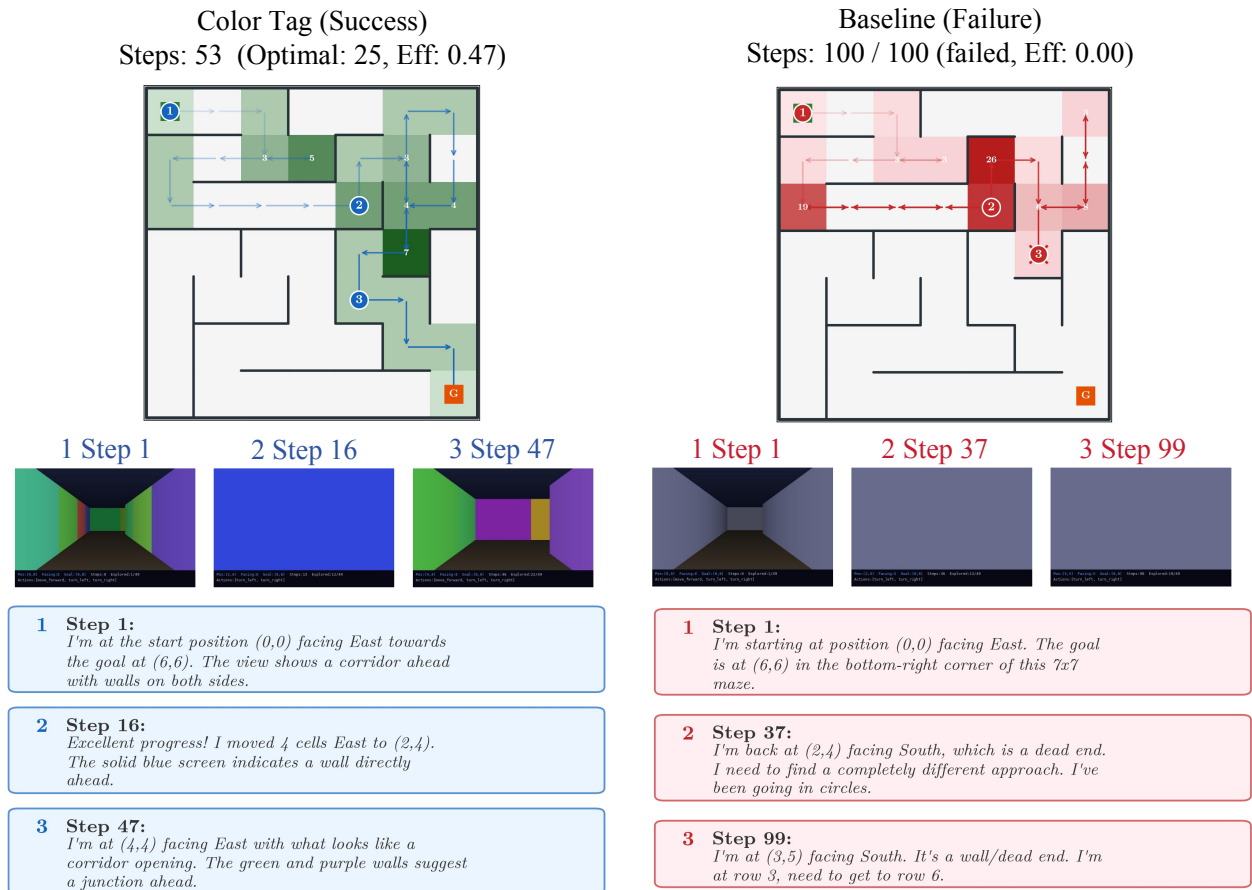 Color Tag (Success)
Steps: 53 (Optimal: 25, Eff: 0.47)
1
3
5
3
2
4
4
7
3
G
1 Step 1
2 Step 16
3 Step 47
1 Step 1:
I'm at the start position (0,0) facing East towards
the goal at (6,6). The view shows a corridor ahead
with walls on both sides.
2 Step 16:
Excellent progress! I moved 4 cells East to (2,4).
The solid blue screen indicates a wall directly
ahead.
3 Step 47:
I'm at (4,4) facing East with what looks like a
corridor opening. The green and purple walls suggest
a junction ahead.
Baseline (Failure)
Steps: 100 / 100 (failed, Eff: 0.00)
1
26
19
2
3
G
1 Step 1
2 Step 37
3 Step 99
1 Step 1:
I'm starting at position (0,0) facing East. The goal
is at (6,6) in the bottom-right corner of this 7x7
maze.
2 Step 37:
I'm back at (2,4) facing South, which is a dead end.
I need to find a completely different approach. I've
been going in circles.
3 Step 99:
I'm at (3,5) facing South. It's a wall/dead end. I'm
at row 3, need to get to row 6.